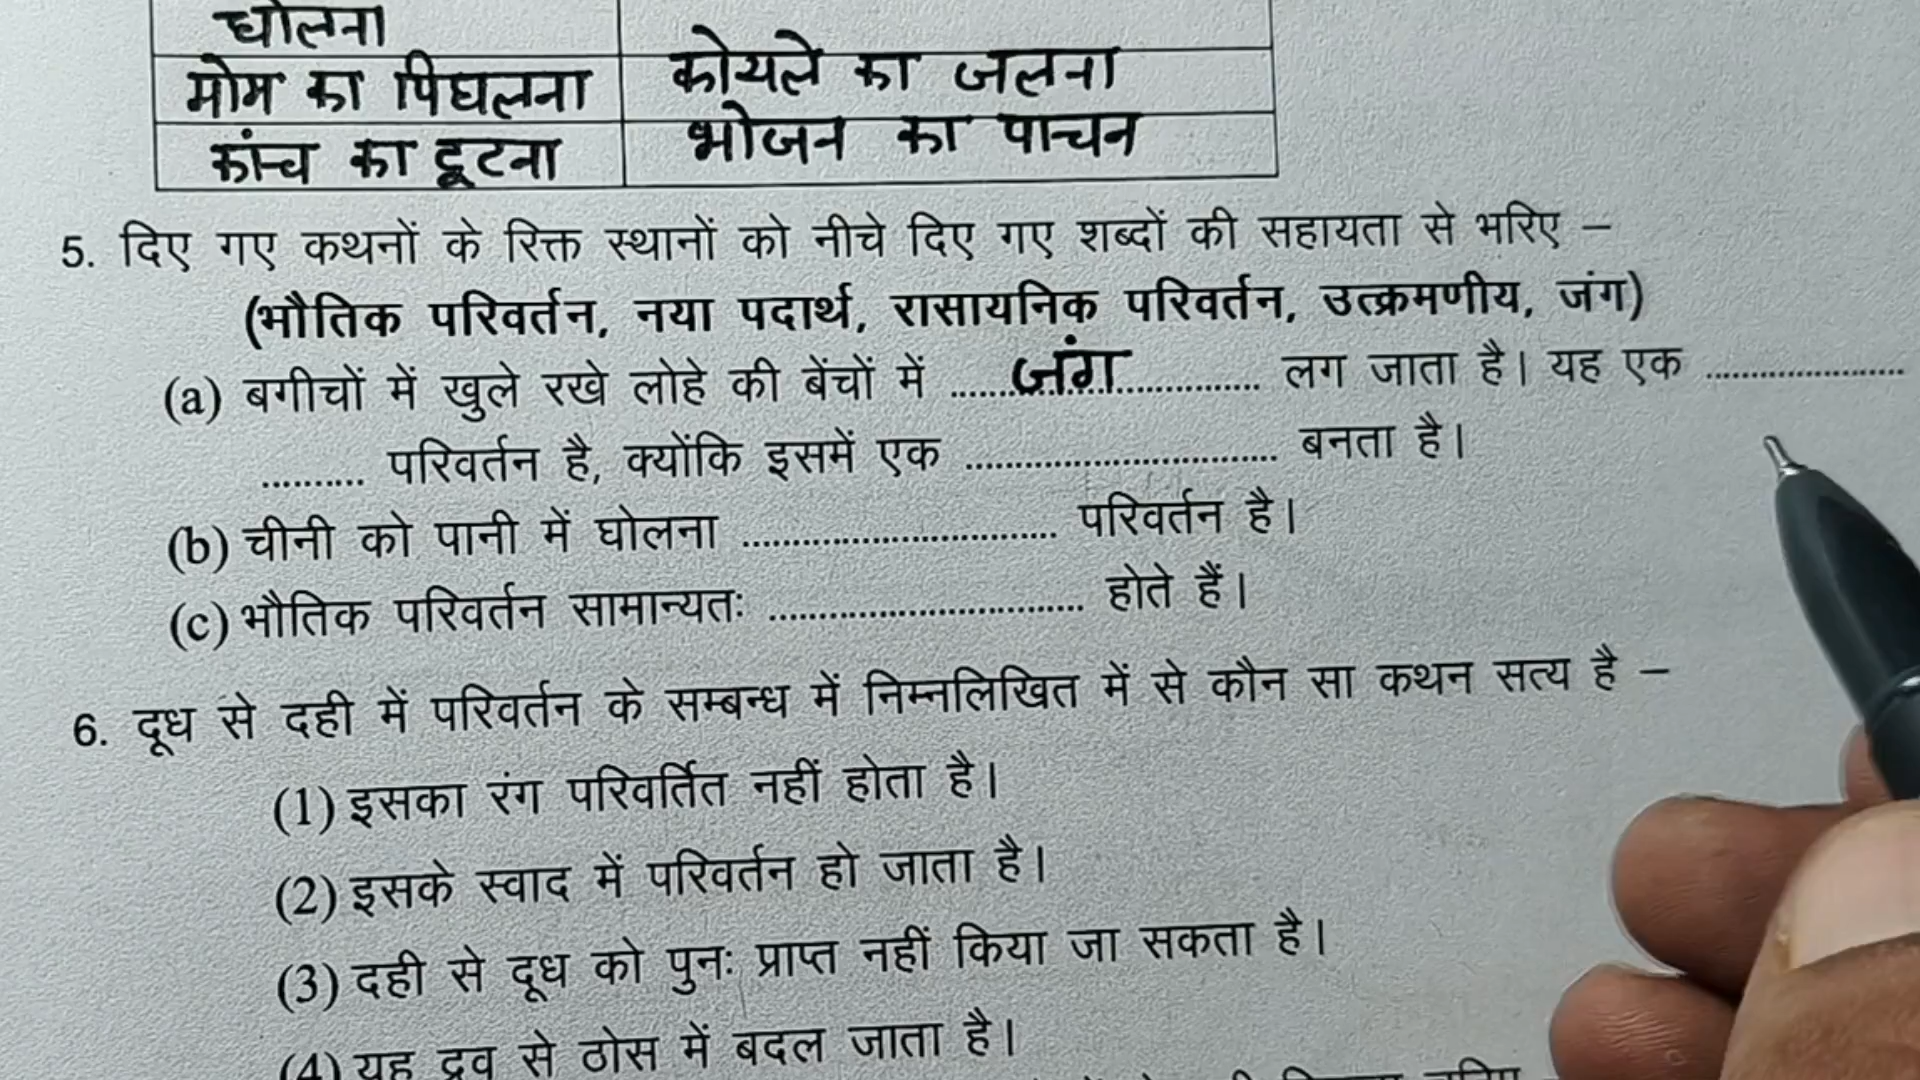 घोलना
मोम का पिघलना कोयले का जलना
कांच का टूटना भोजन का पाचन
5. दिए गए कथनों के रिक्त स्थानों को नीचे दिए गए शब्दों की सहायता से भरिए –
(भौतिक परिवर्तन, नया पदार्थ, रासायनिक परिवर्तन, उत्क्रमणीय, जंग)
(a) बगीचों में खुले रखे लोहे की बेंचों में .....जंग............... लग जाता है। यह एक ....................
.......... परिवर्तन है, क्योंकि इसमें एक .............................. बनता है।
(b) चीनी को पानी में घोलना .............................. परिवर्तन है।
(c) भौतिक परिवर्तन सामान्यतः .............................. होते हैं।
6. दूध से दही में परिवर्तन के सम्बन्ध में निम्नलिखित में से कौन सा कथन सत्य है –
(1) इसका रंग परिवर्तित नहीं होता है।
(2) इसके स्वाद में परिवर्तन हो जाता है।
(3) दही से दूध को पुनः प्राप्त नहीं किया जा सकता है।
(4) यह द्रव से ठोस में बदल जाता है।